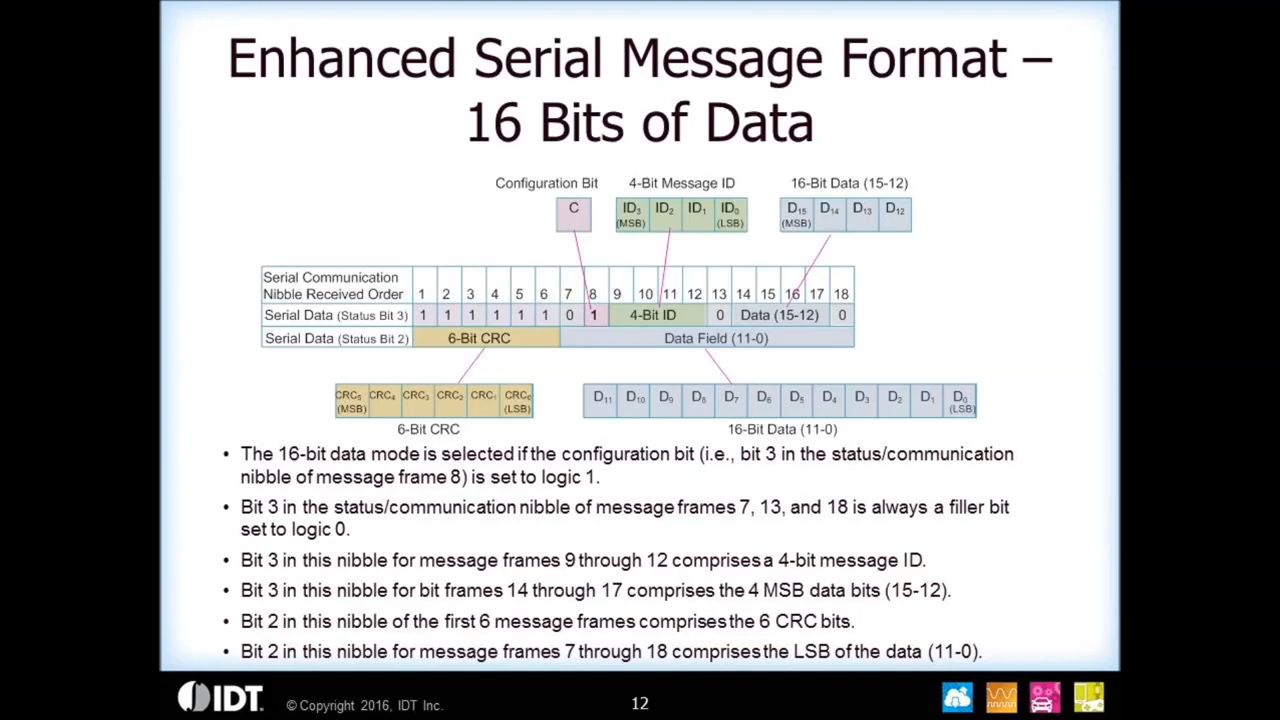 Enhanced Serial Message Format –
16 Bits of Data
Configuration Bit 4-Bit Message ID 16-Bit Data (15-12)
C ID3 (MSB) ID2 ID1 ID0 (LSB) D15 (MSB) D14 D13 D12
Serial Communication
Nibble Received Order 1 2 3 4 5 6 7 8 9 10 11 12 13 14 15 16 17 18
Serial Data (Status Bit 3) 1 1 1 1 1 1 0 1 4-Bit ID 0 Data (15-12) 0
Serial Data (Status Bit 2) 6-Bit CRC Data Field (11-0)
CRC5 (MSB) CRC4 CRC3 CRC2 CRC1 CRC0 (LSB) D11 D10 D9 D8 D7 D6 D5 D4 D3 D2 D1 D0 (LSB)
6-Bit CRC 16-Bit Data (11-0)
• The 16-bit data mode is selected if the configuration bit (i.e., bit 3 in the status/communication
nibble of message frame 8) is set to logic 1.
• Bit 3 in the status/communication nibble of message frames 7, 13, and 18 is always a filler bit
set to logic 0.
• Bit 3 in this nibble for message frames 9 through 12 comprises a 4-bit message ID.
• Bit 3 in this nibble for bit frames 14 through 17 comprises the 4 MSB data bits (15-12).
• Bit 2 in this nibble of the first 6 message frames comprises the 6 CRC bits.
• Bit 2 in this nibble for message frames 7 through 18 comprises the LSB of the data (11-0).
IDT. © Copyright 2016, IDT Inc. 12